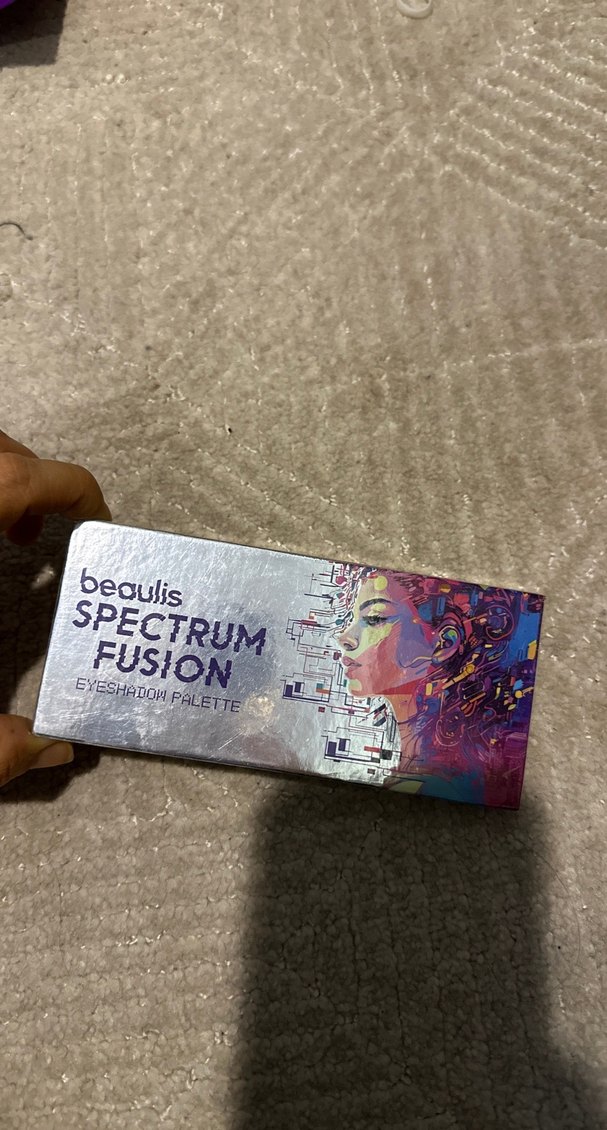 beaulis
SPECTRUM
FUSION
EYESHADOW PALETTE